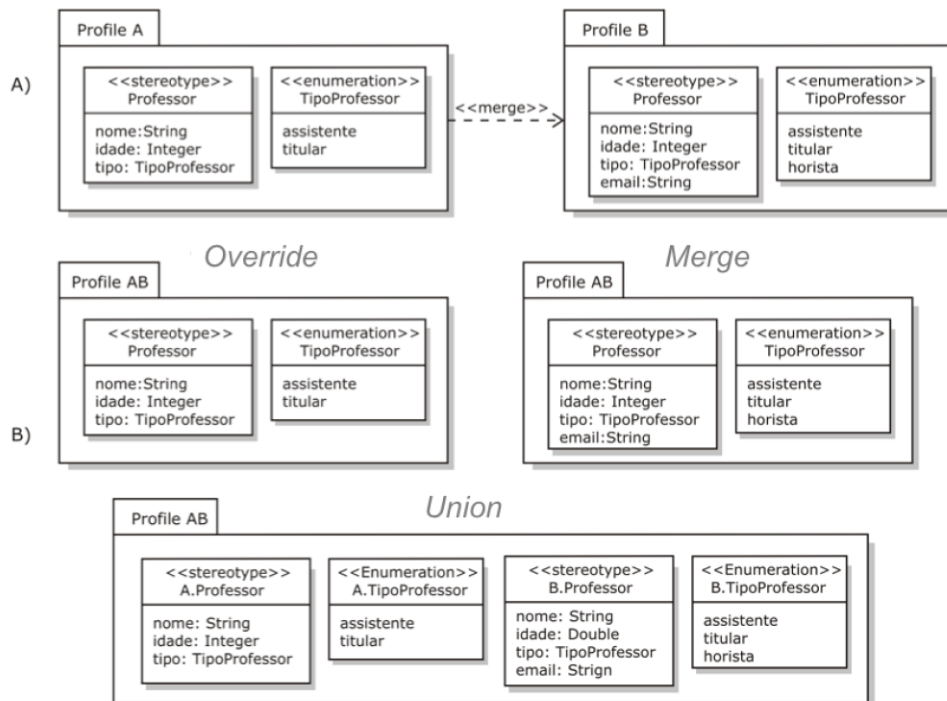 Profile A
Profile B
A)
<<stereotype>>
Professor
nome:String
idade: Integer
tipo: TipoProfessor
<<enumeration>>
TipoProfessor
assistente
titular
<<merge>>
<<stereotype>>
Professor
nome:String
idade: Integer
tipo: TipoProfessor
email:String
<<enumeration>>
TipoProfessor
assistente
titular
horista
Override
Merge
B)
Profile AB
<<stereotype>>
Professor
nome:String
idade: Integer
tipo: TipoProfessor
<<enumeration>>
TipoProfessor
assistente
titular
Profile AB
<<stereotype>>
Professor
nome:String
idade: Integer
tipo: TipoProfessor
email:String
<<enumeration>>
TipoProfessor
assistente
titular
horista
Union
Profile AB
<<stereotype>>
A.Professor
nome: String
idade: Integer
tipo: TipoProfessor
<<Enumeration>>
A.TipoProfessor
assistente
titular
<<stereotype>>
B.Professor
nome: String
idade: Double
tipo: TipoProfessor
email: Strign
<<Enumeration>>
B.TipoProfessor
assistente
titular
horista